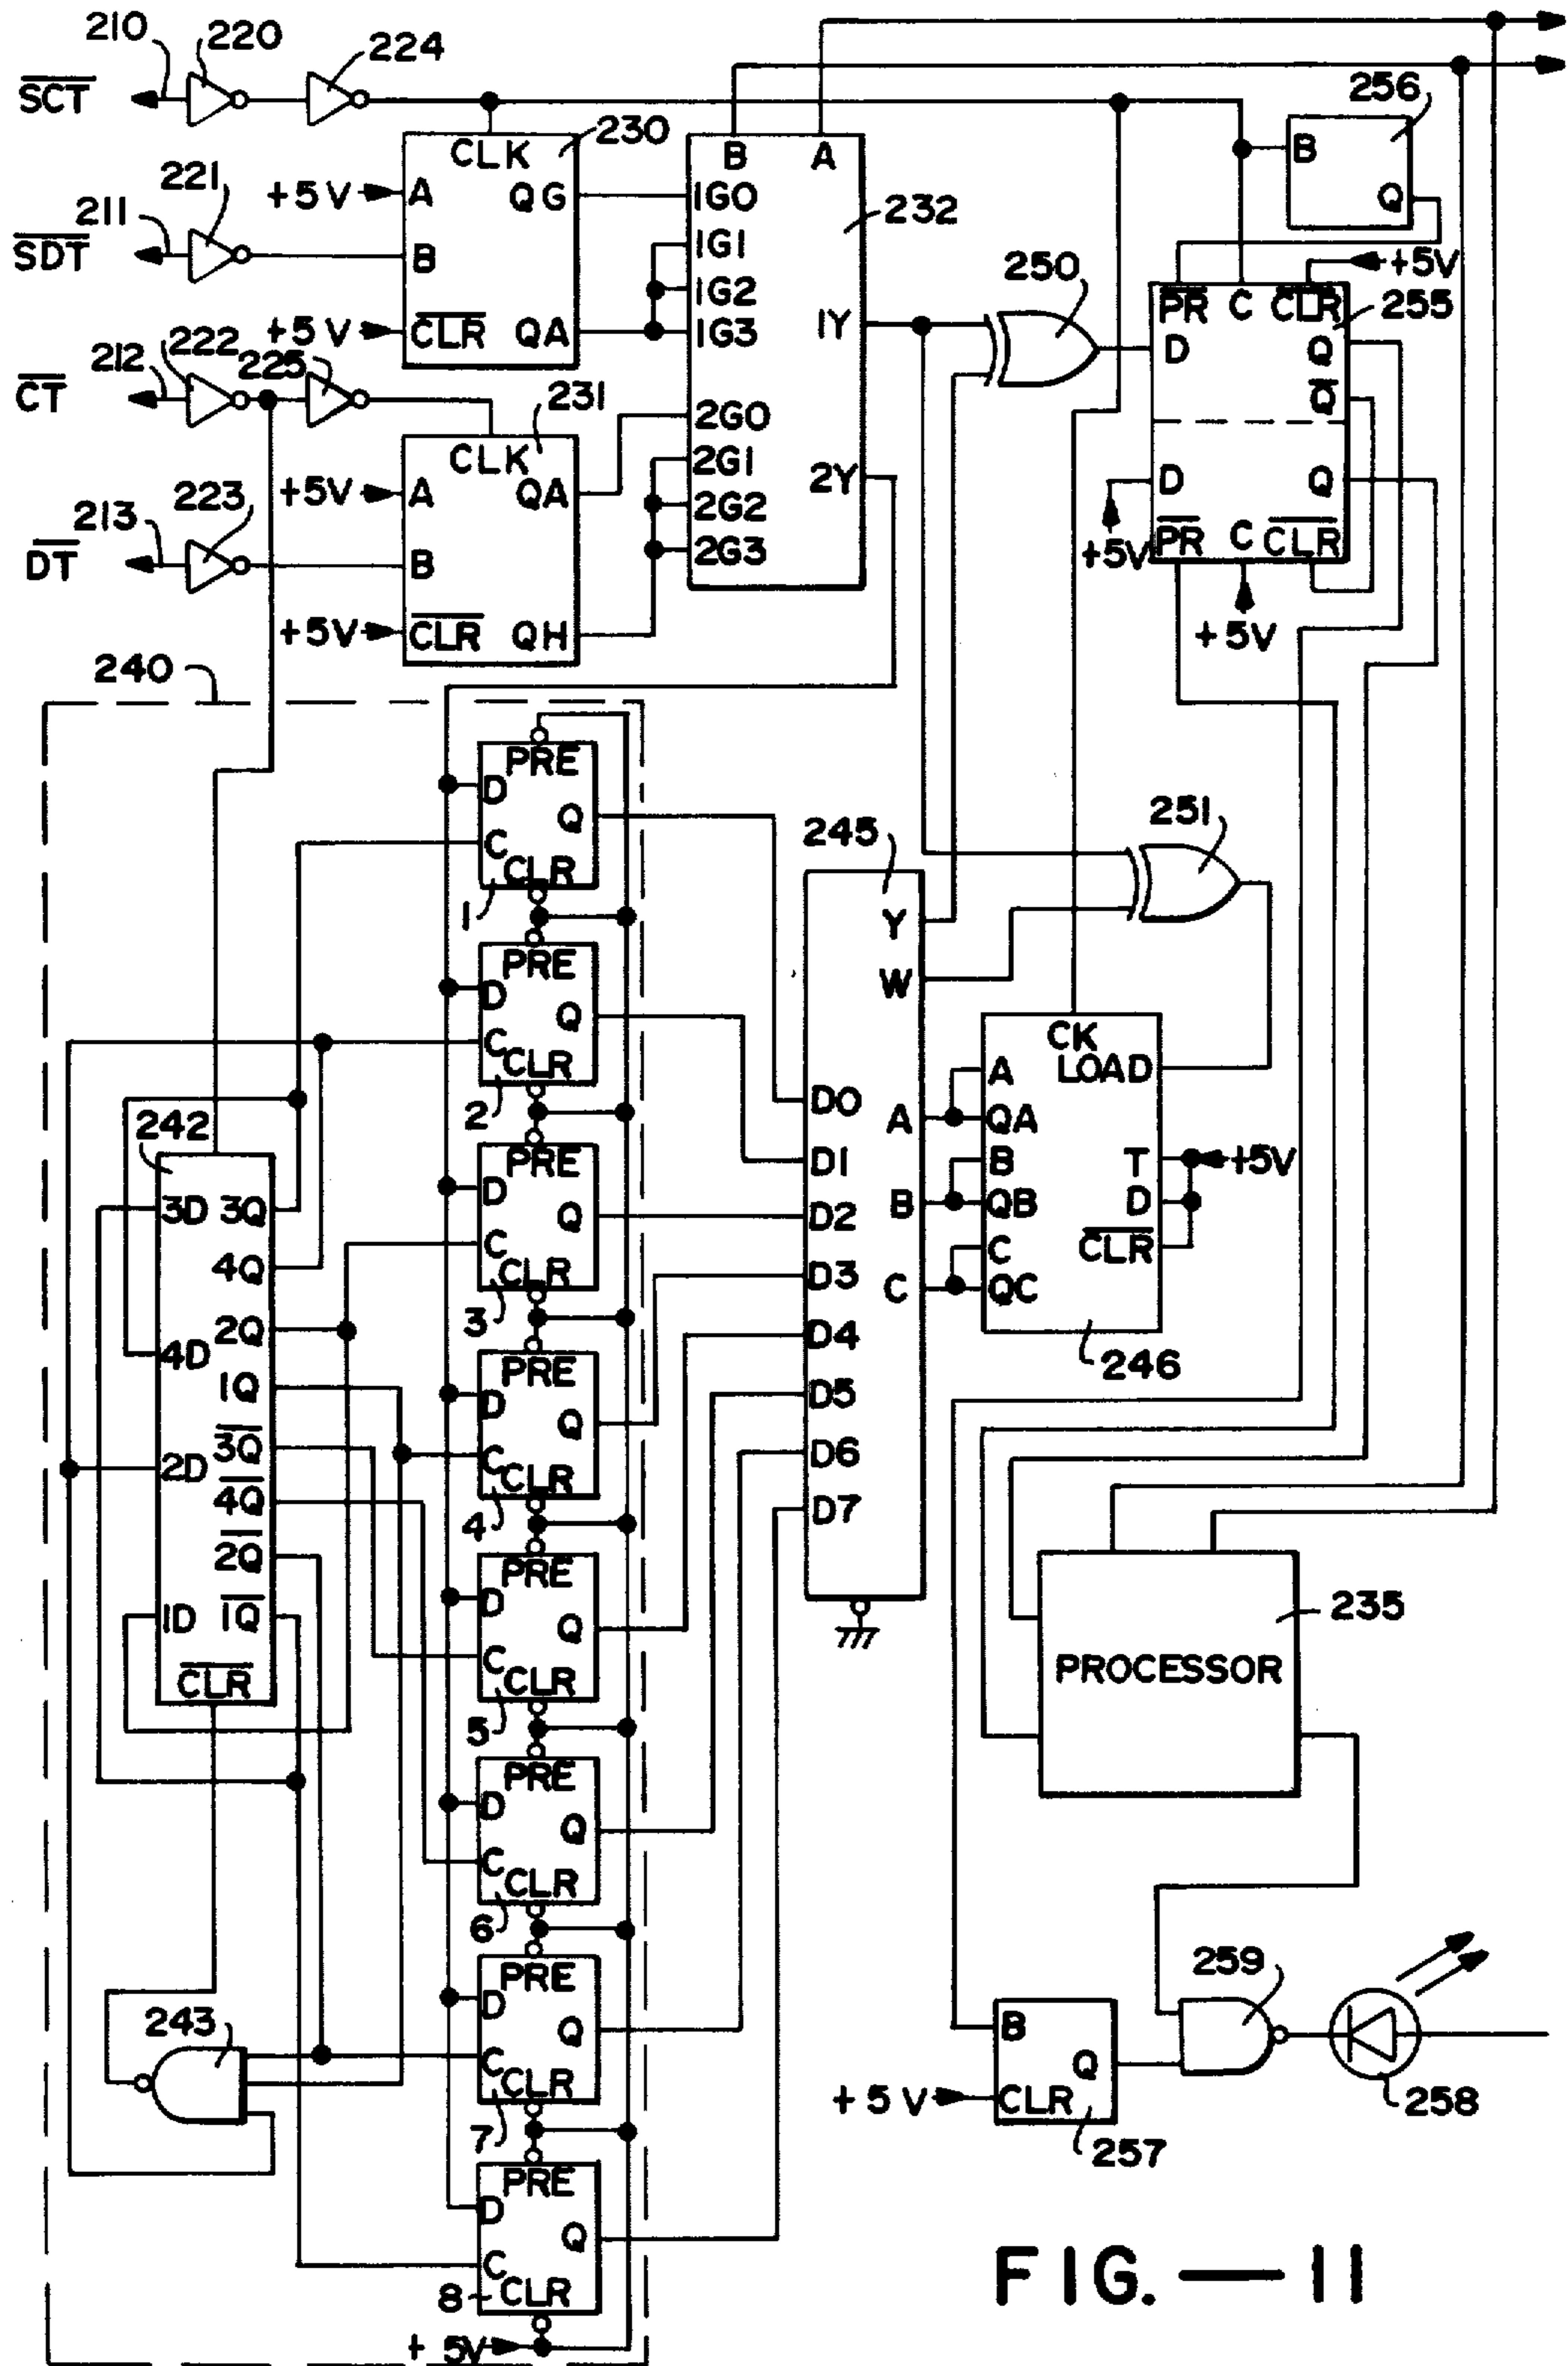 210
220
224
SCT
256
CLK
230
B
A
B
+5V
A
QG
1G0
Q
221
232
211
1G1
250
SDT
B
1G2
+5V
+5V
CLR
QA
1G3
1Y
PR
C
CLR
255
222
225
D
Q
212
CT
231
2G0
Q
CLK
2G1
2Y
+5V
A
QA
2G2
D
Q
223
213
2G3
+5V
PR
C
CLR
DT
B
+5V
CLR
QH
+5V
240
PRE
D
Q
C
CLR
1
245
251
Y
W
PRE
D
Q
C
CLR
2
CK
LOAD
242
D0
A
A
QA
D1
B
T
+5V
B
QB
D
D2
C
CLR
C
QC
D3
246
D4
D5
D6
D7
3D
3Q
4Q
4D
2Q
1Q
3Q
2D
4Q
2Q
1D
1Q
CLR
PRE
D
Q
C
CLR
3
PRE
D
Q
C
CLR
4
PRE
D
Q
C
CLR
5
235
PROCESSOR
PRE
D
Q
C
CLR
6
PRE
D
Q
C
CLR
7
243
259
B
Q
+5V
CLR
257
258
PRE
D
Q
C
CLR
8
+5V
FIG.—11